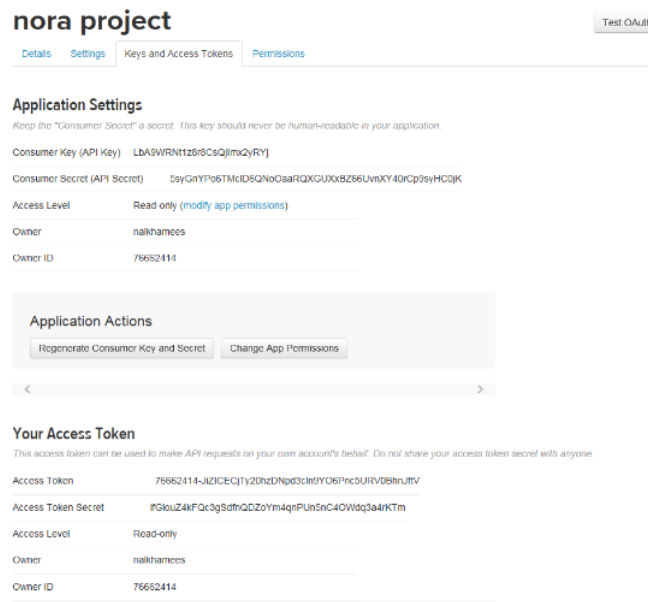 nora project
Test OAuth
Details Settings Keys and Access Tokens Permissions
Application Settings
Keep the "Consumer Secret" a secret. This key should never be human-readable in your application.
Consumer Key (API Key)
Consumer Secret (API Secret)
Access Level Read-only (modify app permissions)
Owner nalkhamees
Owner ID 76662414
Application Actions
Regenerate Consumer Key and Secret Change App Permissions
Your Access Token
This access token can be used to make API requests on your own account's behalf. Do not share your access token secret with anyone.
Access Token
Access Token Secret
Access Level Read-only
Owner nalkhamees
Owner ID 76662414